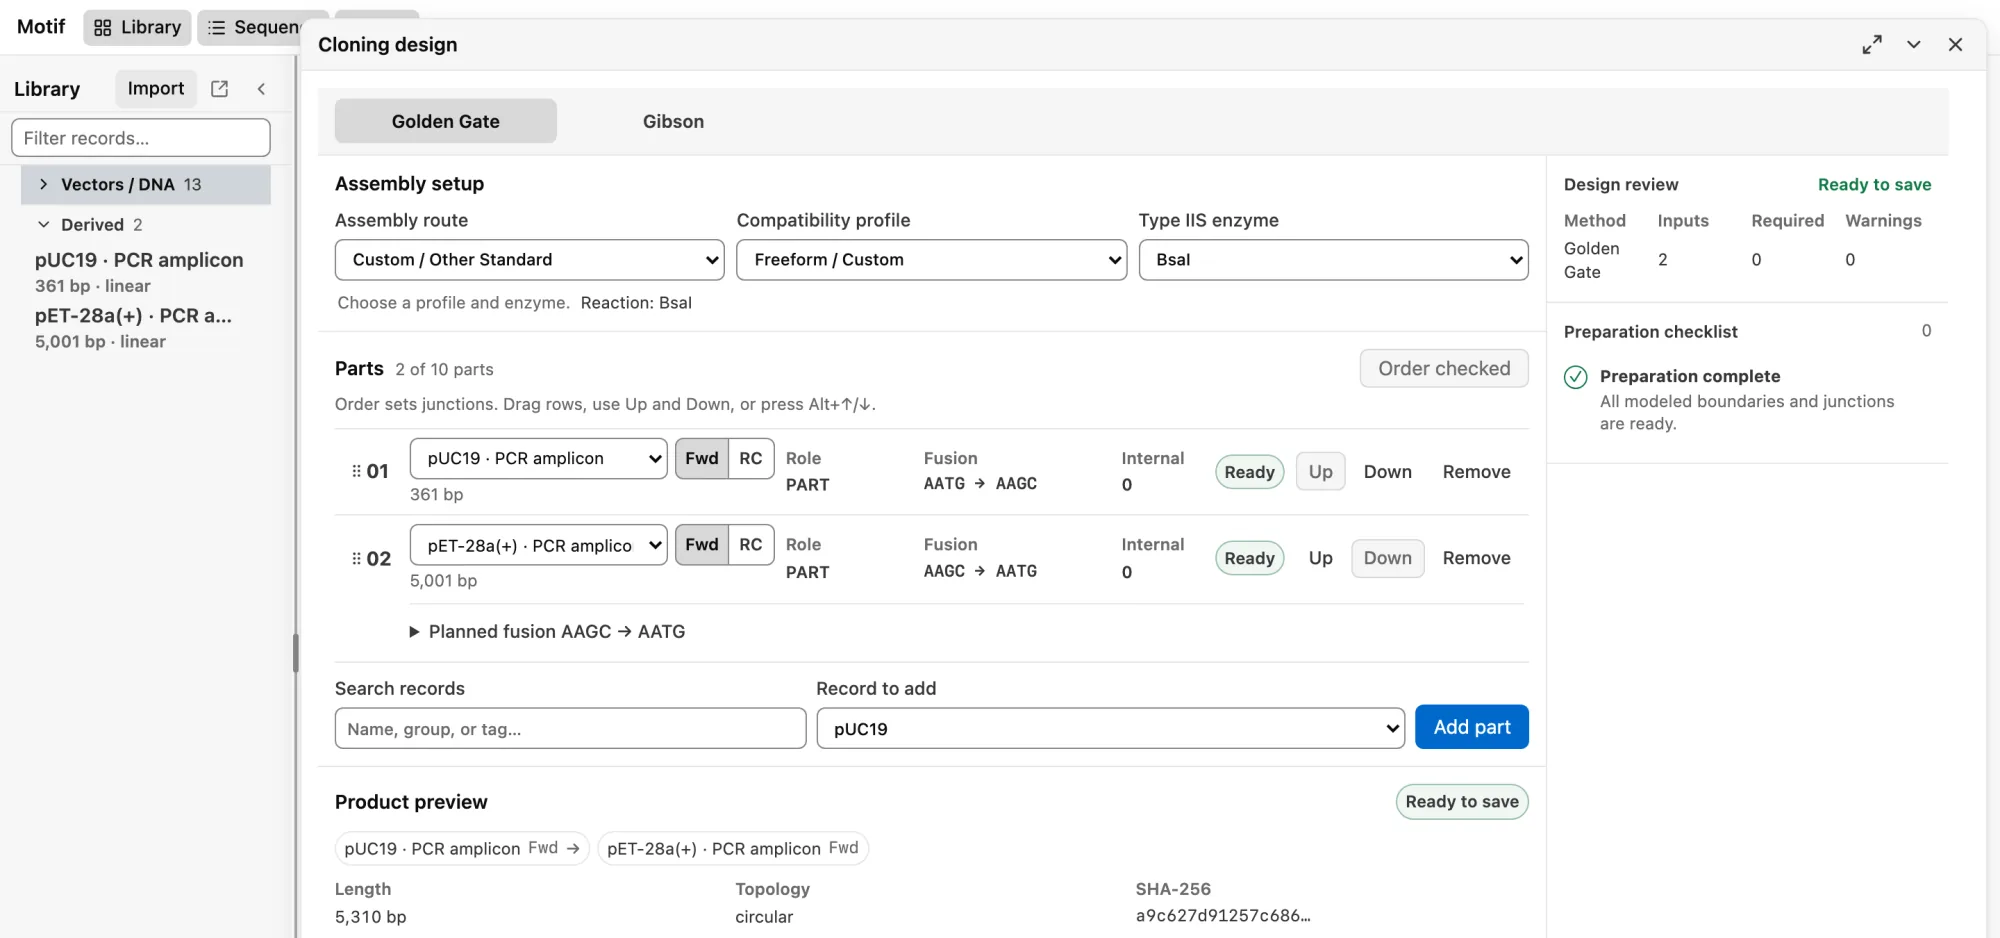 Motif
Library
Sequen
Cloning design
Library
Import
Filter records...
Vectors / DNA 13
Derived 2
pUC19 · PCR amplicon
361 bp · linear
pET-28a(+) · PCR a...
5,001 bp · linear
Golden Gate
Gibson
Assembly setup
Assembly route
Compatibility profile
Type IIS enzyme
Custom / Other Standard
Freeform / Custom
BsaI
Choose a profile and enzyme. Reaction: BsaI
Parts 2 of 10 parts
Order checked
Order sets junctions. Drag rows, use Up and Down, or press Alt+↑/↓.
01
pUC19 · PCR amplicon
361 bp
Fwd
RC
Role
PART
Fusion
AATG → AAGC
Internal
0
Ready
Up
Down
Remove
02
pET-28a(+) · PCR amplico
5,001 bp
Fwd
RC
Role
PART
Fusion
AAGC → AATG
Internal
0
Ready
Up
Down
Remove
▶ Planned fusion AAGC → AATG
Search records
Name, group, or tag...
Record to add
pUC19
Add part
Product preview
Ready to save
pUC19 · PCR amplicon Fwd →
pET-28a(+) · PCR amplicon Fwd
Length
5,310 bp
Topology
circular
SHA-256
a9c627d91257c686…
Design review
Ready to save
Method
Golden
Gate
Inputs
2
Required
0
Warnings
0
Preparation checklist 0
Preparation complete
All modeled boundaries and junctions
are ready.